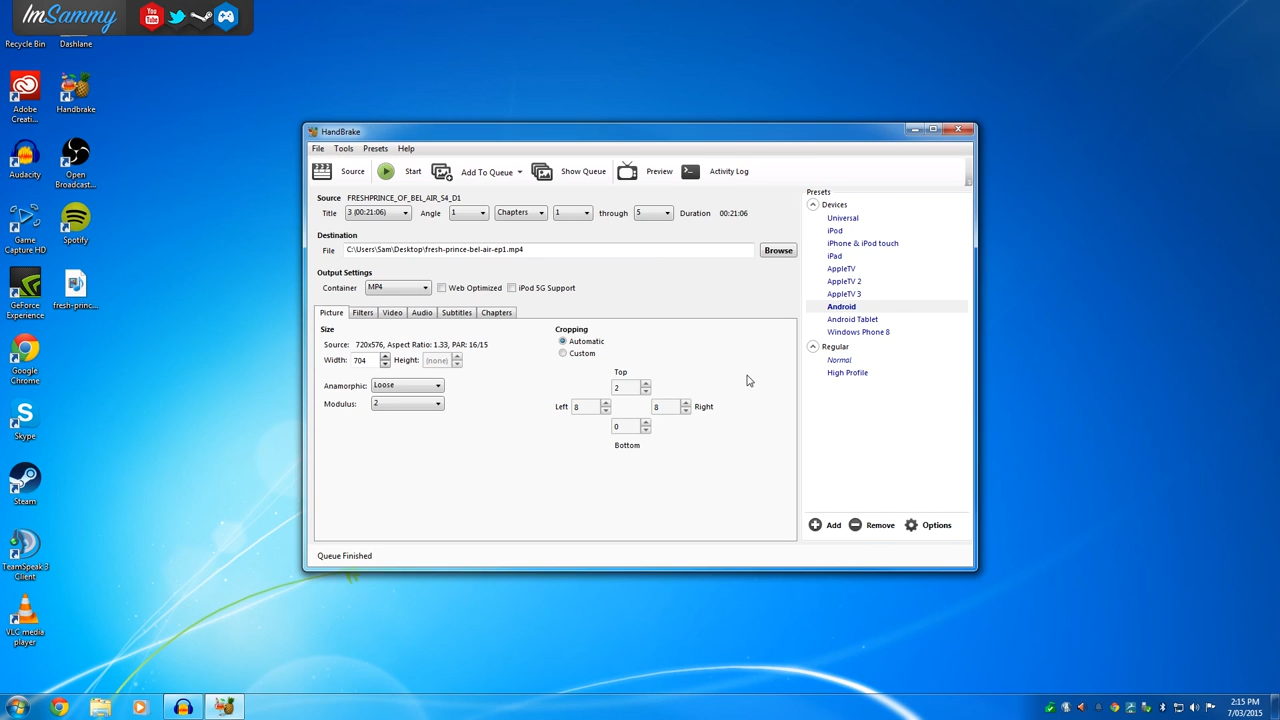 ImSammy
You
Tube
Recycle Bin
Dashlane
Adobe
Creati...
Handbrake
Audacity
Open
Broadcast...
Game
Capture HD
Spotify
GeForce
Experience
fresh-princ...
Google
Chrome
Skype
Steam
TeamSpeak 3
Client
VLC media
player
HandBrake
File Tools Presets Help
Source Start Add To Queue Show Queue Preview Activity Log
Source FRESHPRINCE_OF_BEL_AIR_S4_D1
Title 3 (00:21:06) Angle 1 Chapters 1 through 5 Duration 00:21:06
Destination
File C:\Users\Sam\Desktop\fresh-prince-bel-air-ep1.mp4 Browse
Output Settings
Container MP4 Web Optimized iPod 5G Support
Picture Filters Video Audio Subtitles Chapters
Size
Source: 720x576, Aspect Ratio: 1.33, PAR: 16/15
Width: 704 Height: (none)
Anamorphic: Loose
Modulus: 2
Cropping
Automatic
Custom
Top
2
Left 8 8 Right
0
Bottom
Queue Finished
Presets
Devices
Universal
iPod
iPhone & iPod touch
iPad
AppleTV
AppleTV 2
AppleTV 3
Android
Android Tablet
Windows Phone 8
Regular
Normal
High Profile
Add Remove Options
2:15 PM
7/03/2015